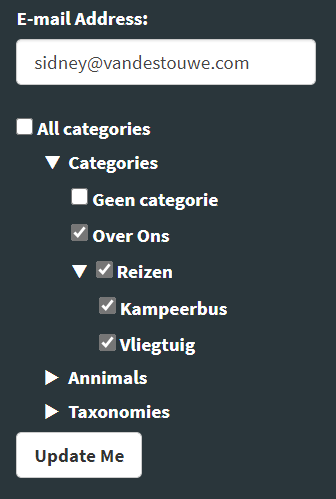 E-mail Address:
sidney@vandestouwe.com
All categories
Categories
Geen categorie
Over Ons
Reizen
Kampeerbus
Vliegtuig
Annimals
Taxonomies
Update Me